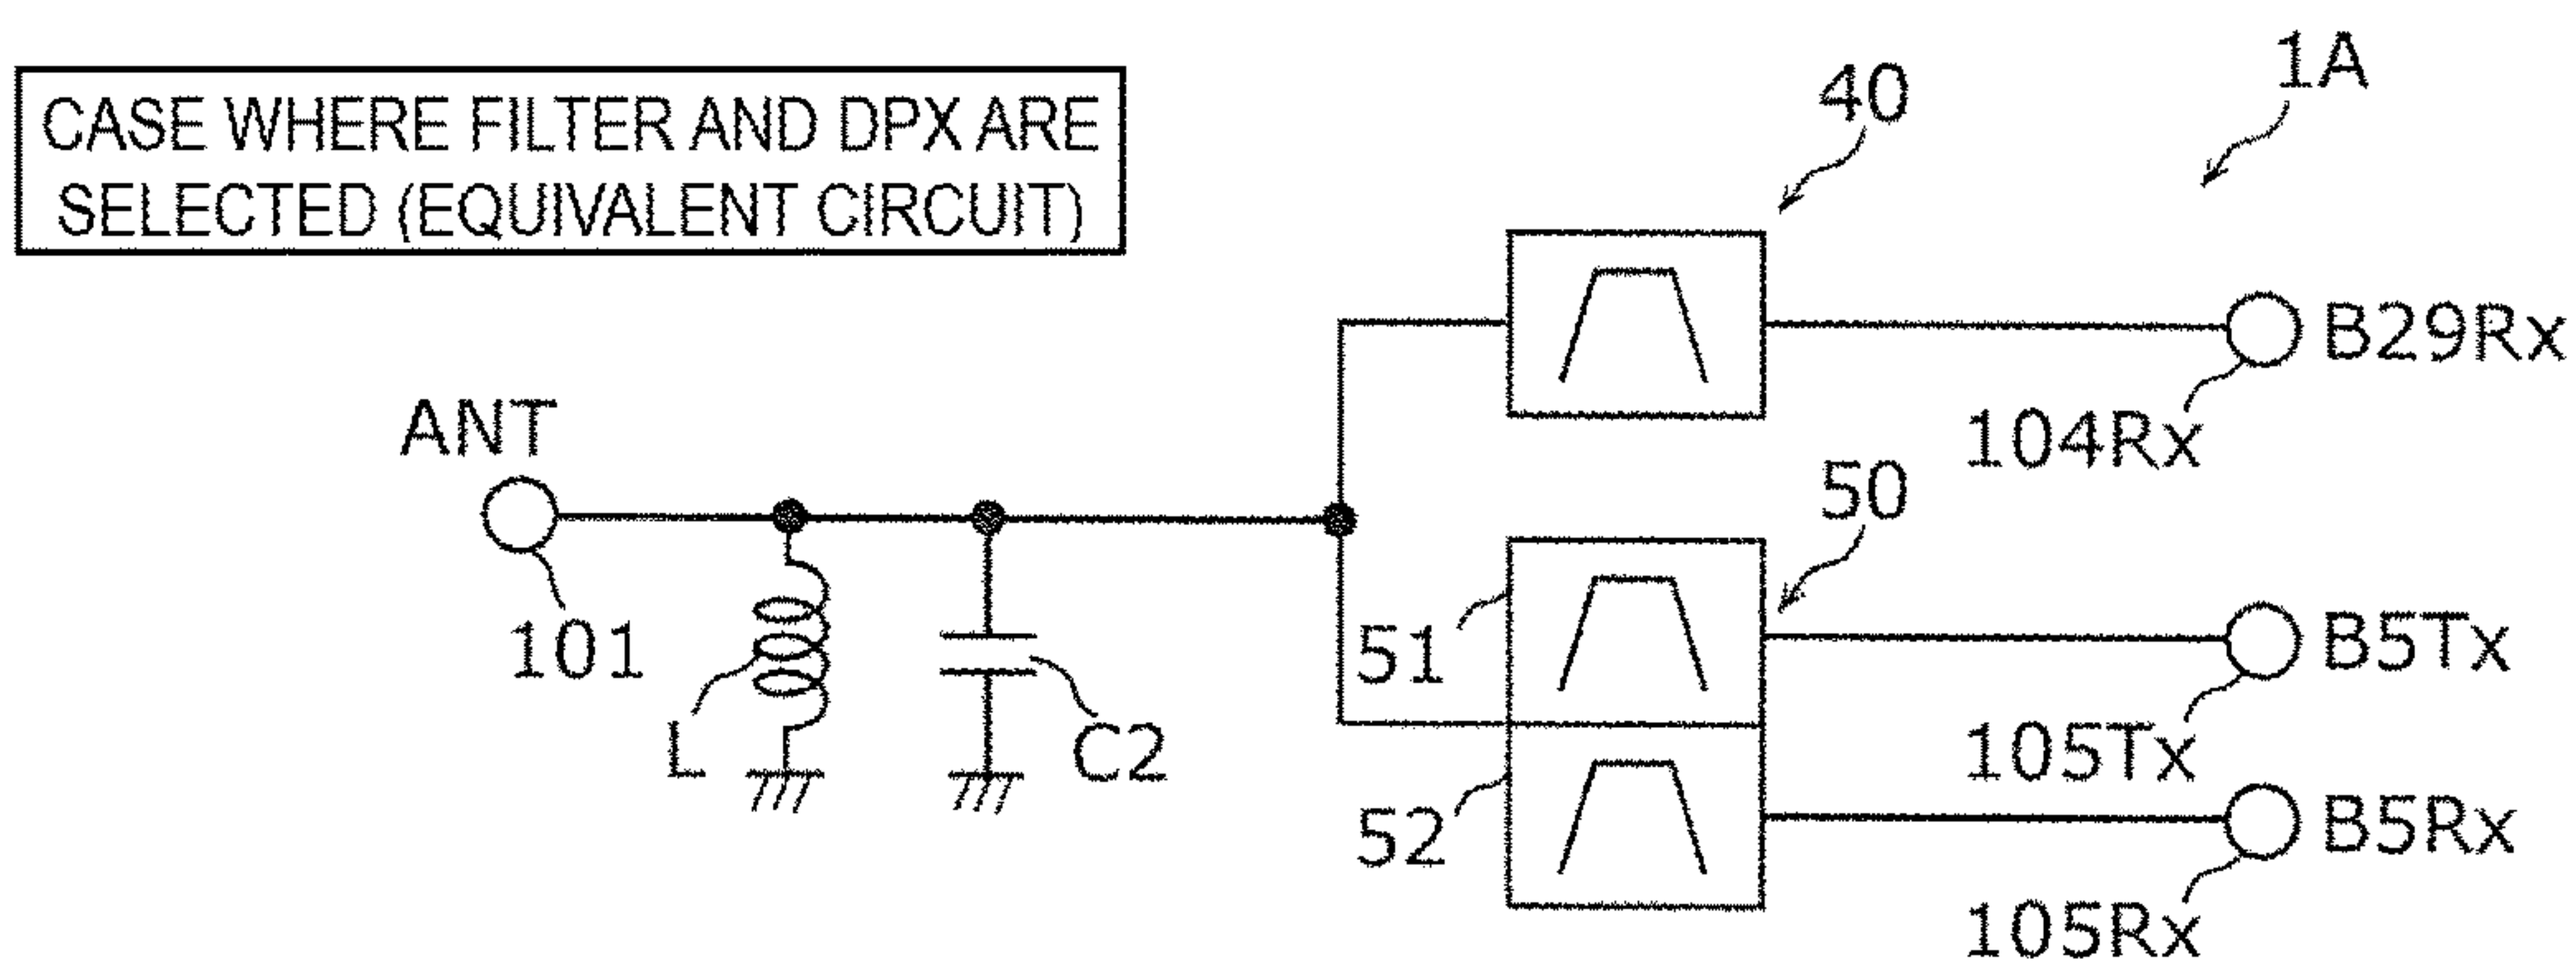 CASE WHERE FILTER AND DPX ARE
SELECTED (EQUIVALENT CIRCUIT)
1A
40
B29Rx
104Rx
ANT
101
L
C2
50
51
B5Tx
105Tx
52
B5Rx
105Rx